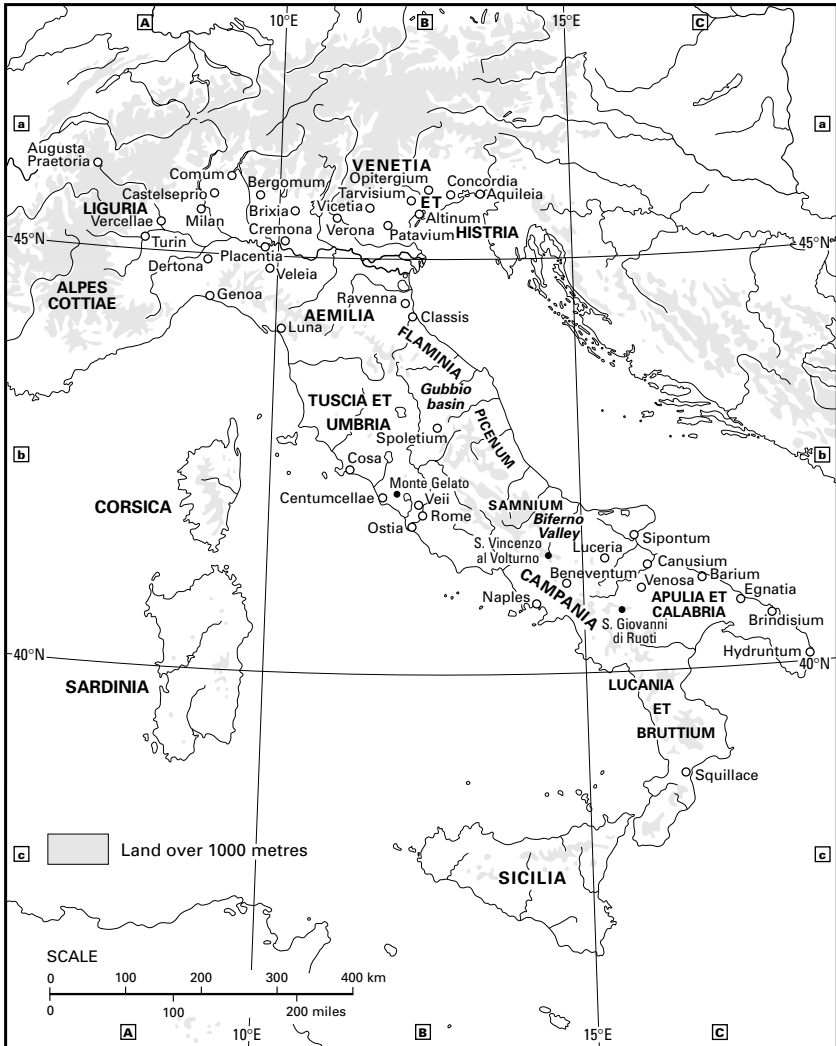 A
10°E
B
15°E
C
a
a
Augusta
Praetoria
Comum
Bergomum
VENETIA
Opitergium
Concordia
Castelseprio
Tarvisium
ET
Aquileia
LIGURIA
Vicetia
Altinum
Brixia
Vercellae
Milan
Cremona
Verona
Patavium
HISTRIA
45°N
Turin
45°N
Placentia
Dertona
Veleia
ALPES
COTTIAE
Genoa
Ravenna
AEMILIA
Classis
Luna
FLAMINIA
Gubbio
basin
TUSCIA ET
UMBRIA
PICENUM
Spoletium
b
b
Cosa
Monte Gelato
CORSICA
Centumcellae
Veii
SAMNIUM
Rome
Biferno
Valley
Ostia
Sipontum
S. Vincenzo
al Volturno
Luceria
Canusium
Beneventum
Venosa
Barium
CAMPANIA
Naples
APULIA ET
CALABRIA
Egnatia
S. Giovanni
di Ruoti
Brindisium
Hydruntum
40°N
40°N
SARDINIA
LUCANIA
ET
BRUTTIUM
Squillace
c
Land over 1000 metres
c
SICILIA
SCALE
0 100 200 300 400 km
0 100 200 miles
A
10°E
B
15°E
C